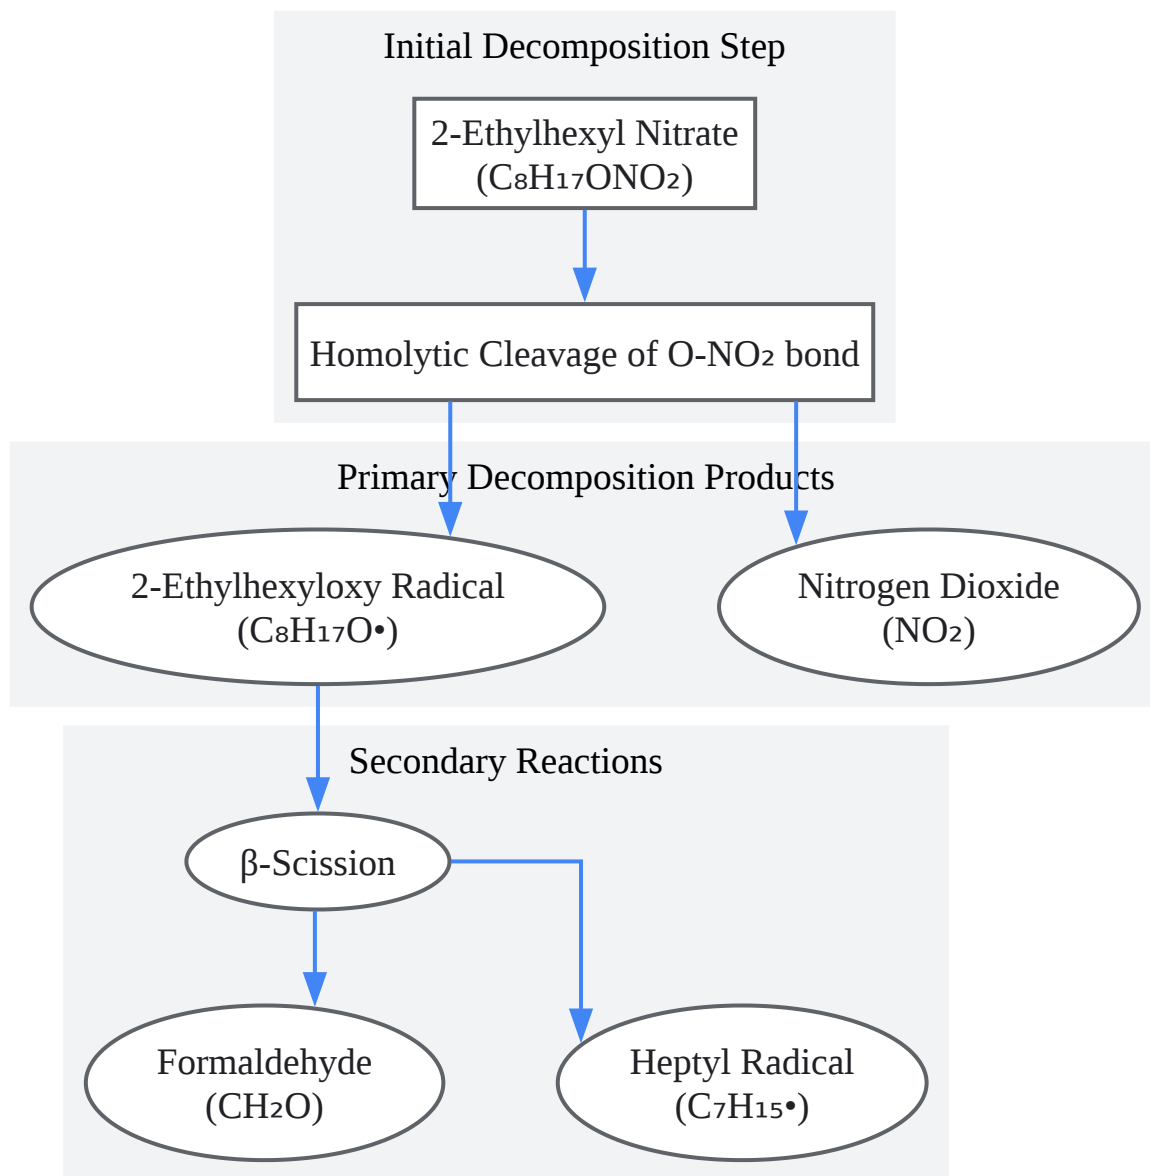 Initial Decomposition Step
2-Ethylhexyl Nitrate
(C₈H₁₇ONO₂)
Homolytic Cleavage of O-NO₂ bond
Primary Decomposition Products
2-Ethylhexyloxy Radical
(C₈H₁₇O•)
Nitrogen Dioxide
(NO₂)
Secondary Reactions
β-Scission
Formaldehyde
(CH₂O)
Heptyl Radical
(C₇H₁₅•)